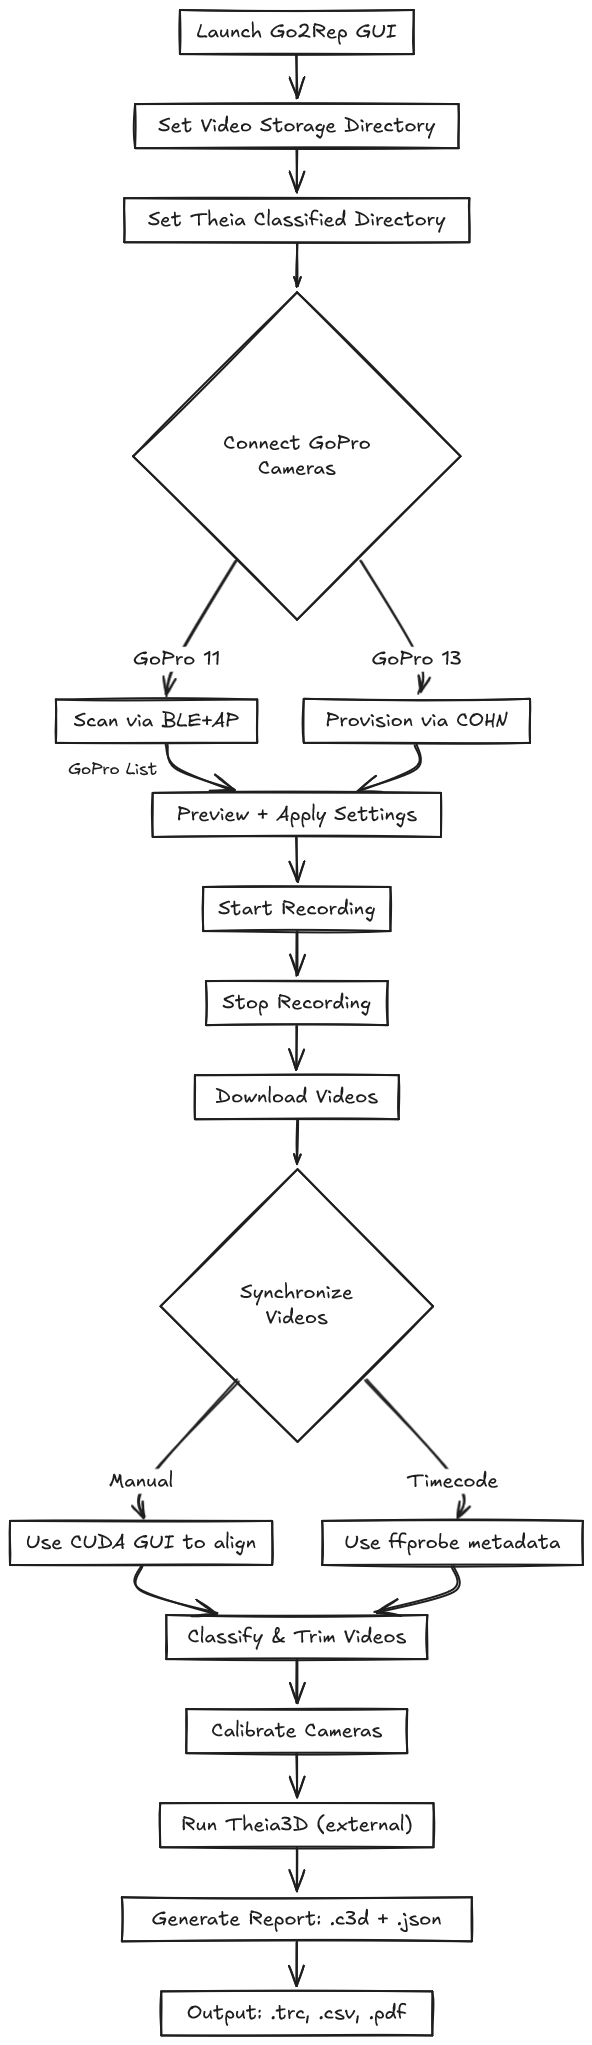 Launch Go2Rep GUI
Set Video Storage Directory
Set Theia Classified Directory
Connect GoPro
Cameras
GoPro 11
GoPro 13
Scan via BLE+AP
Provision via COHN
GoPro List
Preview + Apply Settings
Start Recording
Stop Recording
Download Videos
Synchronize
Videos
Manual
Timecode
Use CUDA GUI to align
Use ffprobe metadata
Classify & Trim Videos
Calibrate Cameras
Run Theia3D (external)
Generate Report: .c3d + .json
Output: .trc, .csv, .pdf